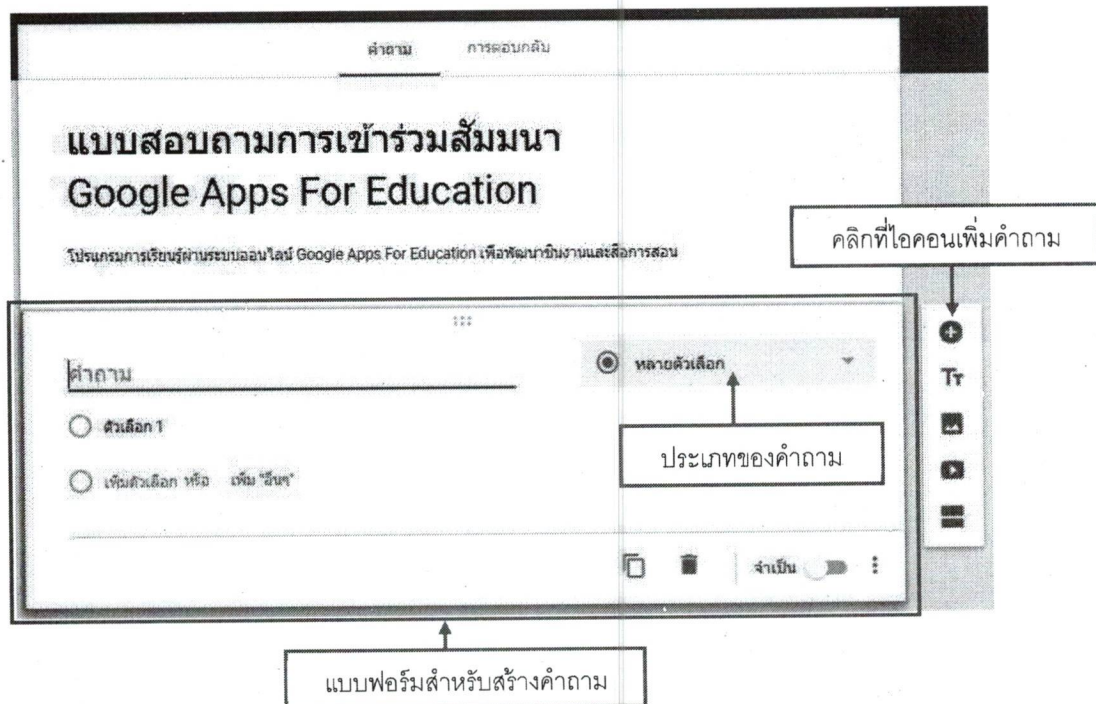 คำถาม การตอบกลับ
แบบสอบถามการเข้าร่วมสัมมนา
Google Apps For Education
โปรแกรมการเรียนรู้ผ่านระบบออนไลน์ Google Apps For Education เพื่อพัฒนาชิ้นงานและสื่อการสอน
คลิกที่ไอคอนเพิ่มคำถาม
คำถาม
หลายตัวเลือก
Tт
ตัวเลือก 1
ประเภทของคำถาม
เพิ่มตัวเลือก หรือ เพิ่ม "อื่นๆ"
จำเป็น
แบบฟอร์มสำหรับสร้างคำถาม